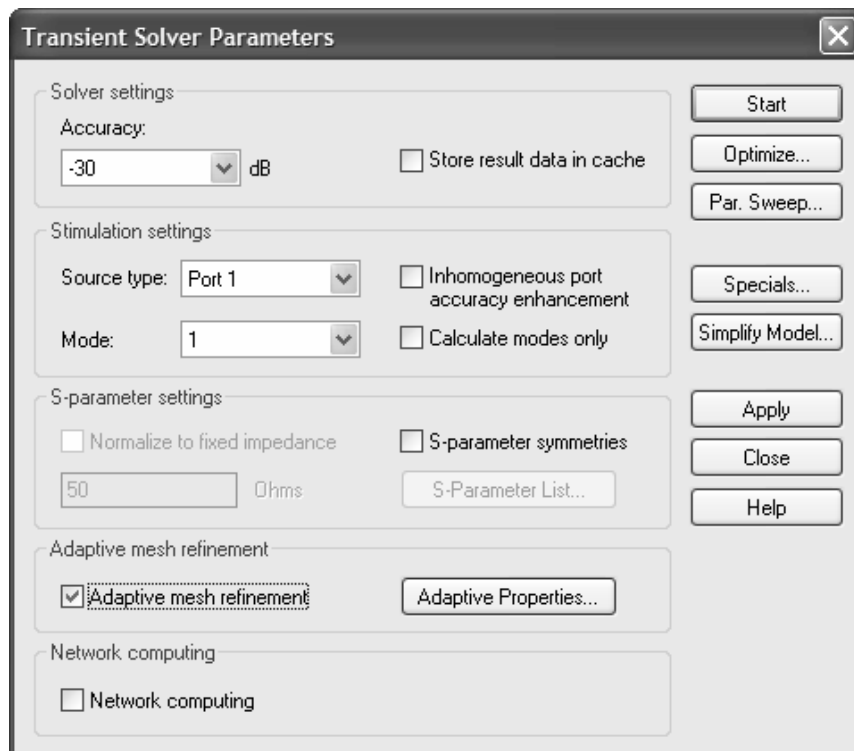 Transient Solver Parameters
Solver settings
Accuracy:
-30 dB
Store result data in cache
Stimulation settings
Source type: Port 1
Inhomogeneous port
accuracy enhancement
Mode: 1
Calculate modes only
S-parameter settings
Normalize to fixed impedance
S-parameter symmetries
50 Ohms
S-Parameter List...
Adaptive mesh refinement
Adaptive mesh refinement
Adaptive Properties...
Network computing
Network computing
Start
Optimize...
Par. Sweep...
Specials...
Simplify Model...
Apply
Close
Help